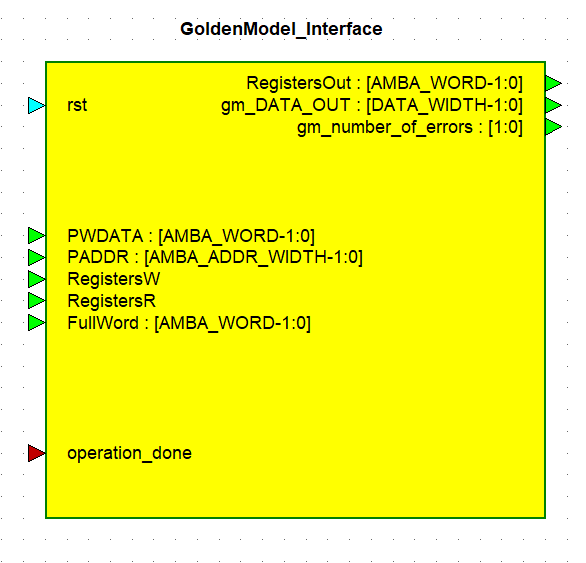 GoldenModel_Interface
RegistersOut : [AMBA_WORD-1:0]
rst
gm_DATA_OUT : [DATA_WIDTH-1:0]
gm_number_of_errors : [1:0]
PWDATA : [AMBA_WORD-1:0]
PADDR : [AMBA_ADDR_WIDTH-1:0]
RegistersW
RegistersR
FullWord : [AMBA_WORD-1:0]
operation_done